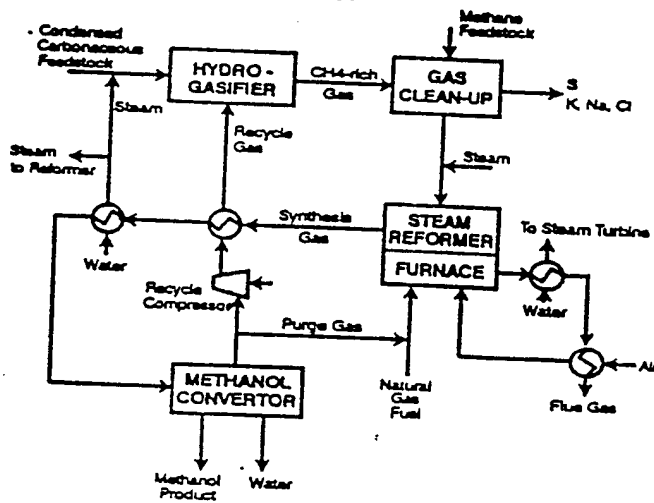 Condensed
Carbonaceous
Feedstock
Methane
Feedstock
HYDRO -
GASIFIER
CH4-rich
Gas
GAS
CLEAN-UP
S
K, Na, Cl
Steam
Recycle
Gas
Steam
to Reformer
Steam
Synthesis
Gas
STEAM
REFORMER
FURNACE
To Steam Turbine
Water
Water
Recycle
Compressor
Purge Gas
Natural
Gas
Fuel
Flue Gas
METHANOL
CONVERTOR
Methanol
Product
Water